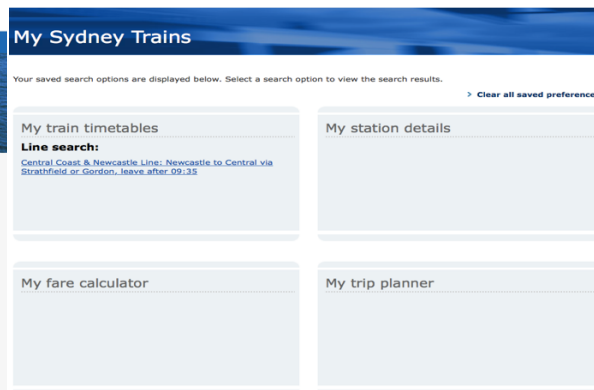 My Sydney Trains
Your saved search options are displayed below. Select a search option to view the search results.
> Clear all saved preference
My train timetables
My station details
Line search:
Central Coast & Newcastle Line: Newcastle to Central via
Strathfield or Gordon, leave after 09:35
My fare calculator
My trip planner